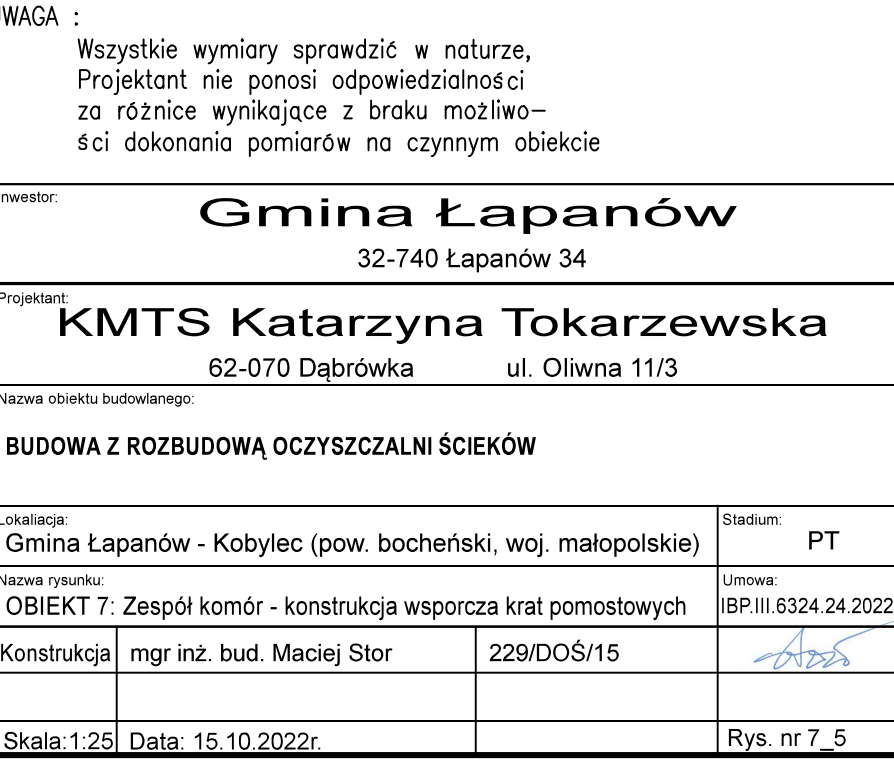 UWAGA :
Wszystkie wymiary sprawdzić w naturze,
Projektant nie ponosi odpowiedzialności
za różnice wynikające z braku możliwo–
ści dokonania pomiarów na czynnym obiekcie
Inwestor:
Gmina Łapanów
32-740 Łapanów 34
Projektant:
KMTS Katarzyna Tokarzewska
62-070 Dąbrówka ul. Oliwna 11/3
Nazwa obiektu budowlanego:
BUDOWA Z ROZBUDOWĄ OCZYSZCZALNI ŚCIEKÓW
Lokaliacja:
Gmina Łapanów - Kobylec (pow. bocheński, woj. małopolskie)
Stadium:
PT
Nazwa rysunku:
OBIEKT 7: Zespół komór - konstrukcja wsporcza krat pomostowych
Umowa:
IBP.III.6324.24.2022
Konstrukcja mgr inż. bud. Maciej Stor 229/DOŚ/15
Skala:1:25 Data: 15.10.2022r. Rys. nr 7_5